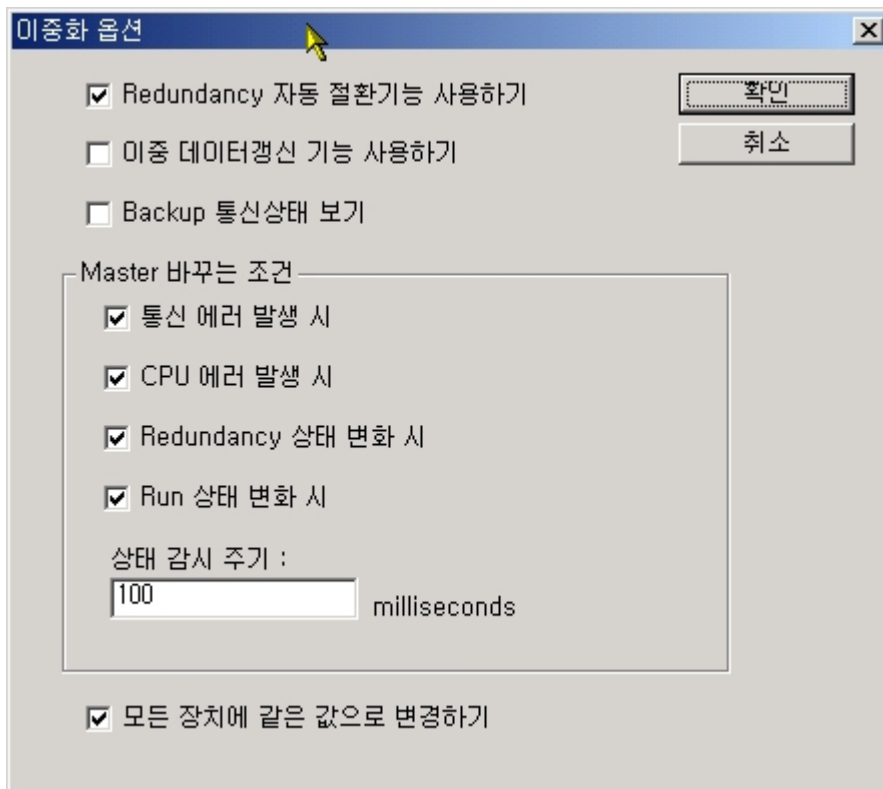 이중화 옵션
Redundancy 자동 절환기능 사용하기
확인
이중 데이터갱신 기능 사용하기
취소
Backup 통신상태 보기
Master 바꾸는 조건
통신 에러 발생 시
CPU 에러 발생 시
Redundancy 상태 변화 시
Run 상태 변화 시
상태 감시 주기 :
100 milliseconds
모든 장치에 같은 값으로 변경하기